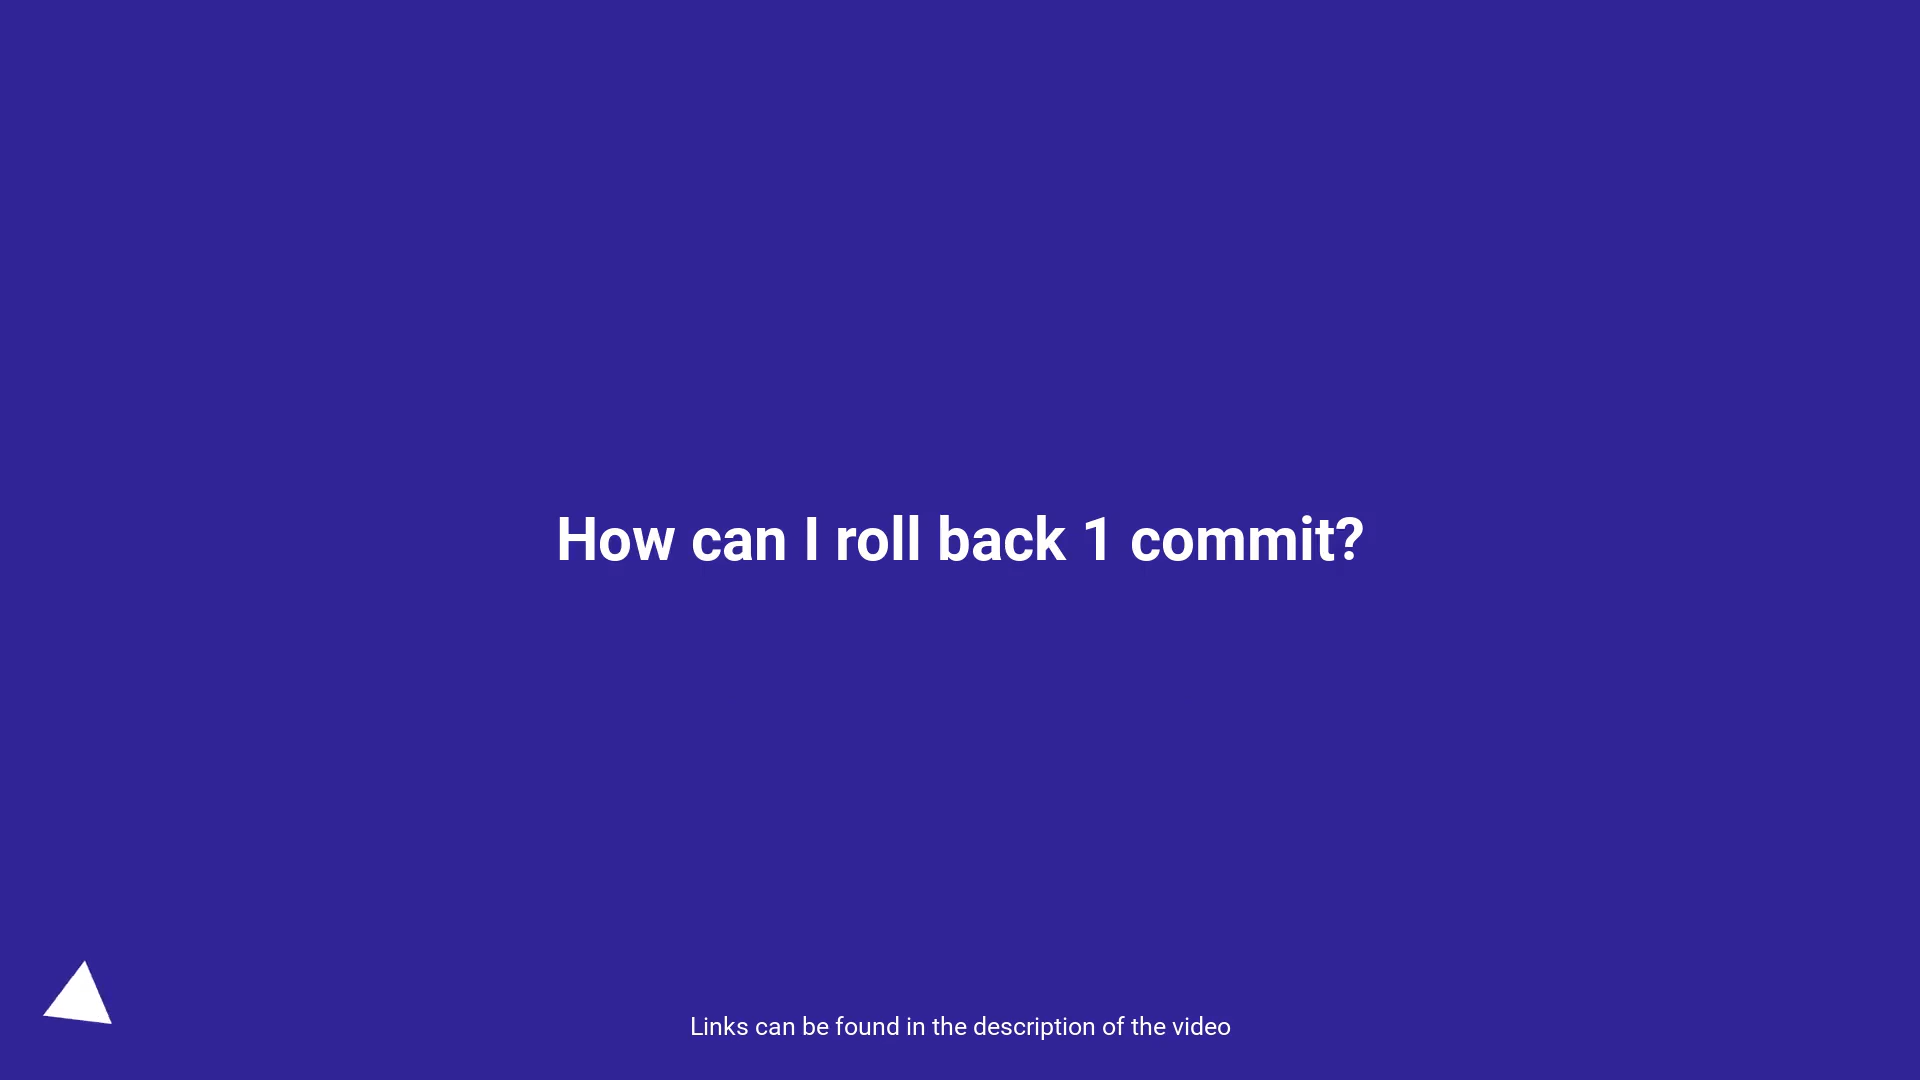 How can I roll back 1 commit?
Links can be found in the description of the video